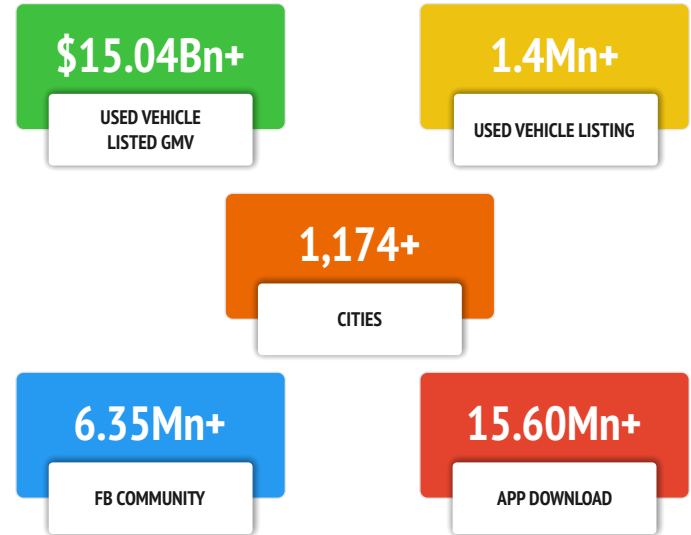 $15.04Bn+
USED VEHICLE
LISTED GMV
1.4Mn+
USED VEHICLE LISTING
1,174+
CITIES
6.35Mn+
FB COMMUNITY
15.60Mn+
APP DOWNLOAD